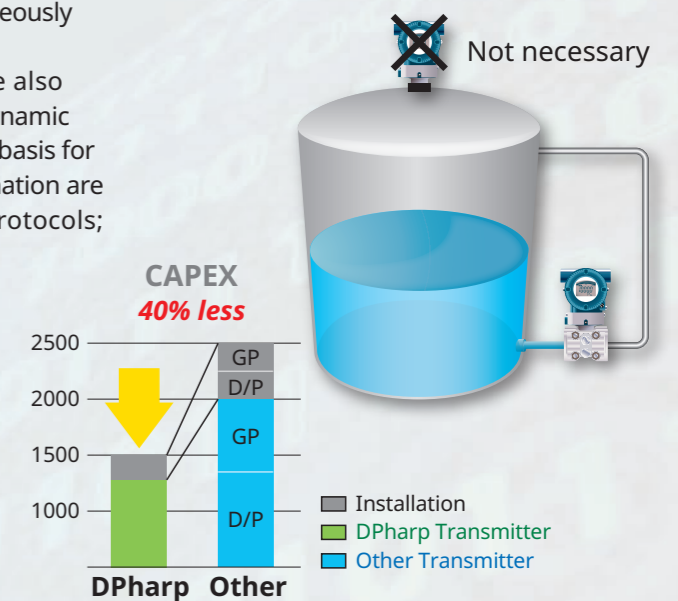 eously
also
namic
basis for
ation are
rotocols;
Not necessary
CAPEX
40% less
2500
2000
1500
1000
GP
D/P
GP
D/P
Installation
DPharp Transmitter
Other Transmitter
DPharp Other